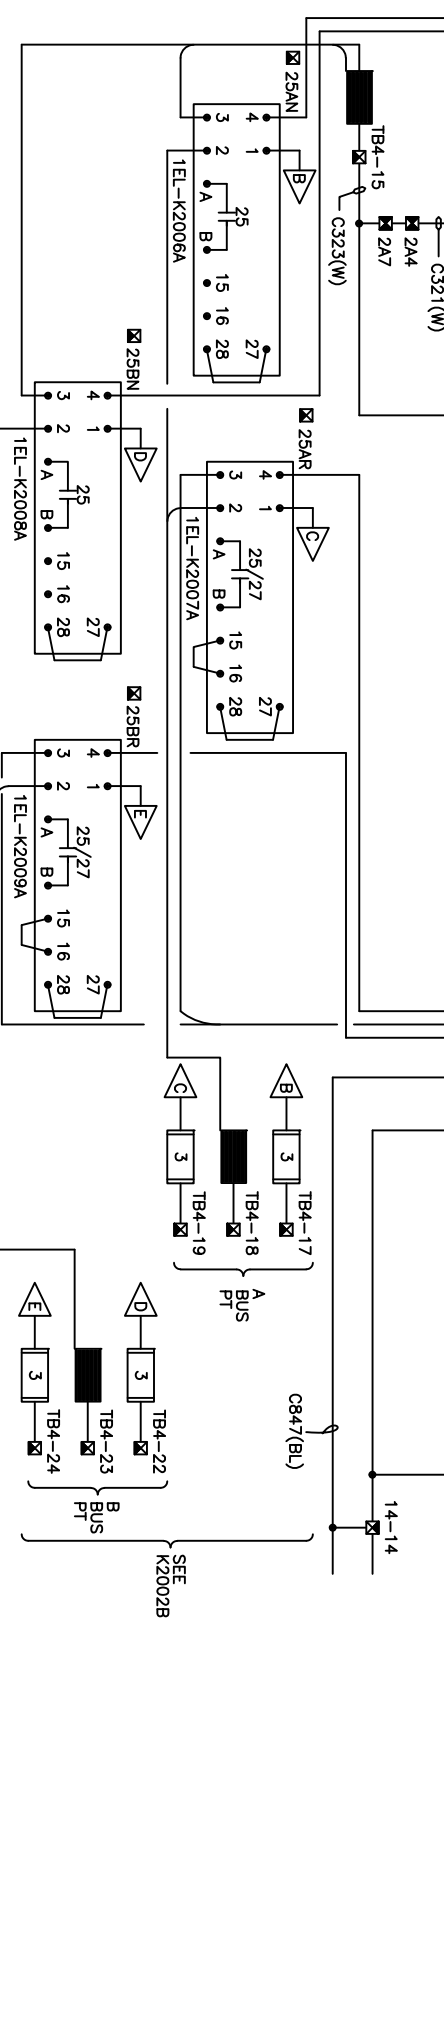 C321(W)
2A4
2A7
TB4-15
C323(W)
25AN
4
3
1
2
B
A
25
B
15
16
27
28
1EL-K2006A
25AR
4
3
1
2
C
A
25/27
B
15
16
27
28
1EL-K2007A
25BN
4
3
1
2
D
A
25
B
15
16
27
28
1EL-K2008A
25BR
4
3
1
2
E
A
25/27
B
15
16
27
28
1EL-K2009A
B
3
TB4-17
TB4-18
C
3
TB4-19
A
BUS
PT
D
3
TB4-22
TB4-23
E
3
TB4-24
B
BUS
PT
SEE
K2002B
C847(BL)
14-14